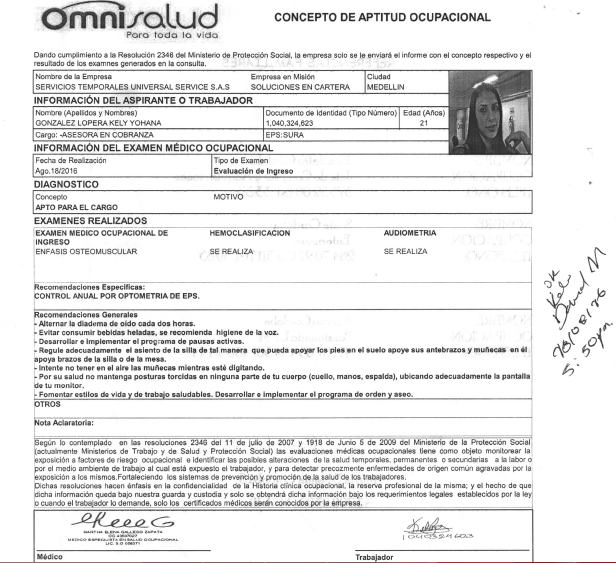 Omnisalud
Para toda la vida
CONCEPTO DE APTITUD OCUPACIONAL
Dando cumplimiento a la Resolución 2346 del Ministerio de Protección Social, la empresa solo se le enviará el informe con el concepto respectivo y el
resultado de los examnes generados en la consulta.
Nombre de la Empresa Empresa en Misión Ciudad
SERVICIOS TEMPORALES UNIVERSAL SERVICE S.A.S SOLUCIONES EN CARTERA MEDELLIN
INFORMACIÓN DEL ASPIRANTE O TRABAJADOR
Nombre (Apellidos y Nombres) Documento de Identidad (Tipo Número) Edad (Años)
GONZALEZ LOPERA KELY YOHANA 1,040,324,623 21
Cargo: -ASESORA EN COBRANZA EPS:SURA
INFORMACIÓN DEL EXAMEN MÉDICO OCUPACIONAL
Fecha de Realización Tipo de Examen
Ago.18/2016 Evaluación de Ingreso
DIAGNOSTICO
Concepto MOTIVO
APTO PARA EL CARGO
EXAMENES REALIZADOS
EXAMEN MEDICO OCUPACIONAL DE HEMOCLASIFICACION AUDIOMETRIA
INGRESO
ENFASIS OSTEOMUSCULAR SE REALIZA SE REALIZA
Recomendaciones Específicas:
CONTROL ANUAL POR OPTOMETRIA DE EPS.
Recomendaciones Generales
- Alternar la diadema de oído cada dos horas.
- Evitar consumir bebidas heladas, se recomienda higiene de la voz.
- Desarrollar e implementar el programa de pausas activas.
- Regule adecuadamente el asiento de la silla de tal manera que pueda apoyar los pies en el suelo apoye sus antebrazos y muñecas en él
apoya brazos de la silla o de la mesa.
- Intente no tener en el aire las muñecas mientras esté digitando.
- Por su salud no mantenga posturas torcidas en ninguna parte de tu cuerpo (cuello, manos, espalda), ubicando adecuadamente la pantalla
de tu monitor.
- Fomentar estilos de vida y de trabajo saludables. Desarrollar e implementar el programa de orden y aseo.
OTROS
Nota Aclaratoria:
Según lo contemplado en las resoluciones 2346 del 11 de julio de 2007 y 1918 de Junio 5 de 2009 del Ministerio de la Protección Social
(actualmente Ministerios de Trabajo y de Salud y Protección Social) las evaluaciones médicas ocupacionales tiene como objeto monitorear la
exposición a factores de riesgo ocupacional e identificar las posibles alteraciones de la salud temporales, permanentes o secundarias a la labor o
por el medio ambiente de trabajo al cual está expuesto el trabajador, y para detectar precozmente enfermedades de origen común agravadas por la
exposición a los mismos.Fortaleciendo los sistemas de prevención y promoción de la salud de los trabajadores.
Dichas resoluciones hacen énfasis en la confidencialidad de la Historia clínica ocupacional, la reserva profesional de la misma; y el hecho de que
dicha información queda bajo nuestra guarda y custodia y solo se obtendrá dicha información bajo los requerimientos legales establecidos por la ley
o cuando el trabajador lo demande, solo los certificados médicos serán conocidos por la empresa.
MARTHA ELENA GALLEGO ZAPATA
MEDICO ESPECIALISTA EN SALUD OCUPACIONAL
1040324623
Médico Trabajador
OK
5:50pm